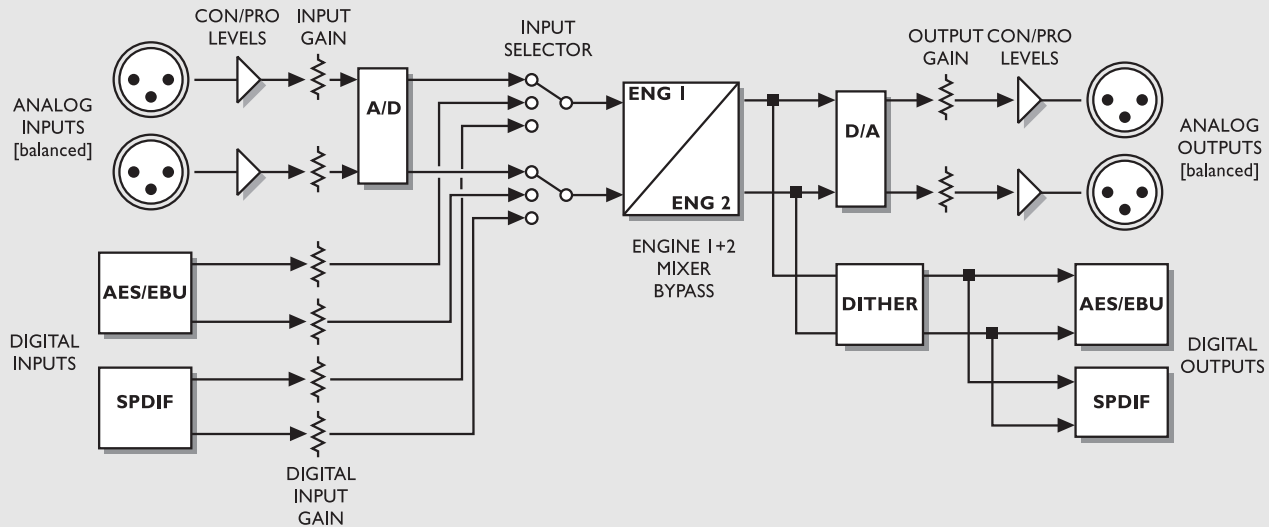 CON/PRO
LEVELS
INPUT
GAIN
INPUT
SELECTOR
OUTPUT
GAIN
CON/PRO
LEVELS
ANALOG
INPUTS
[balanced]
A/D
ENG 1
ENG 2
D/A
ANALOG
OUTPUTS
[balanced]
ENGINE 1+2
MIXER
BYPASS
DIGITAL
INPUTS
AES/EBU
SPDIF
DITHER
AES/EBU
SPDIF
DIGITAL
OUTPUTS
DIGITAL
INPUT
GAIN